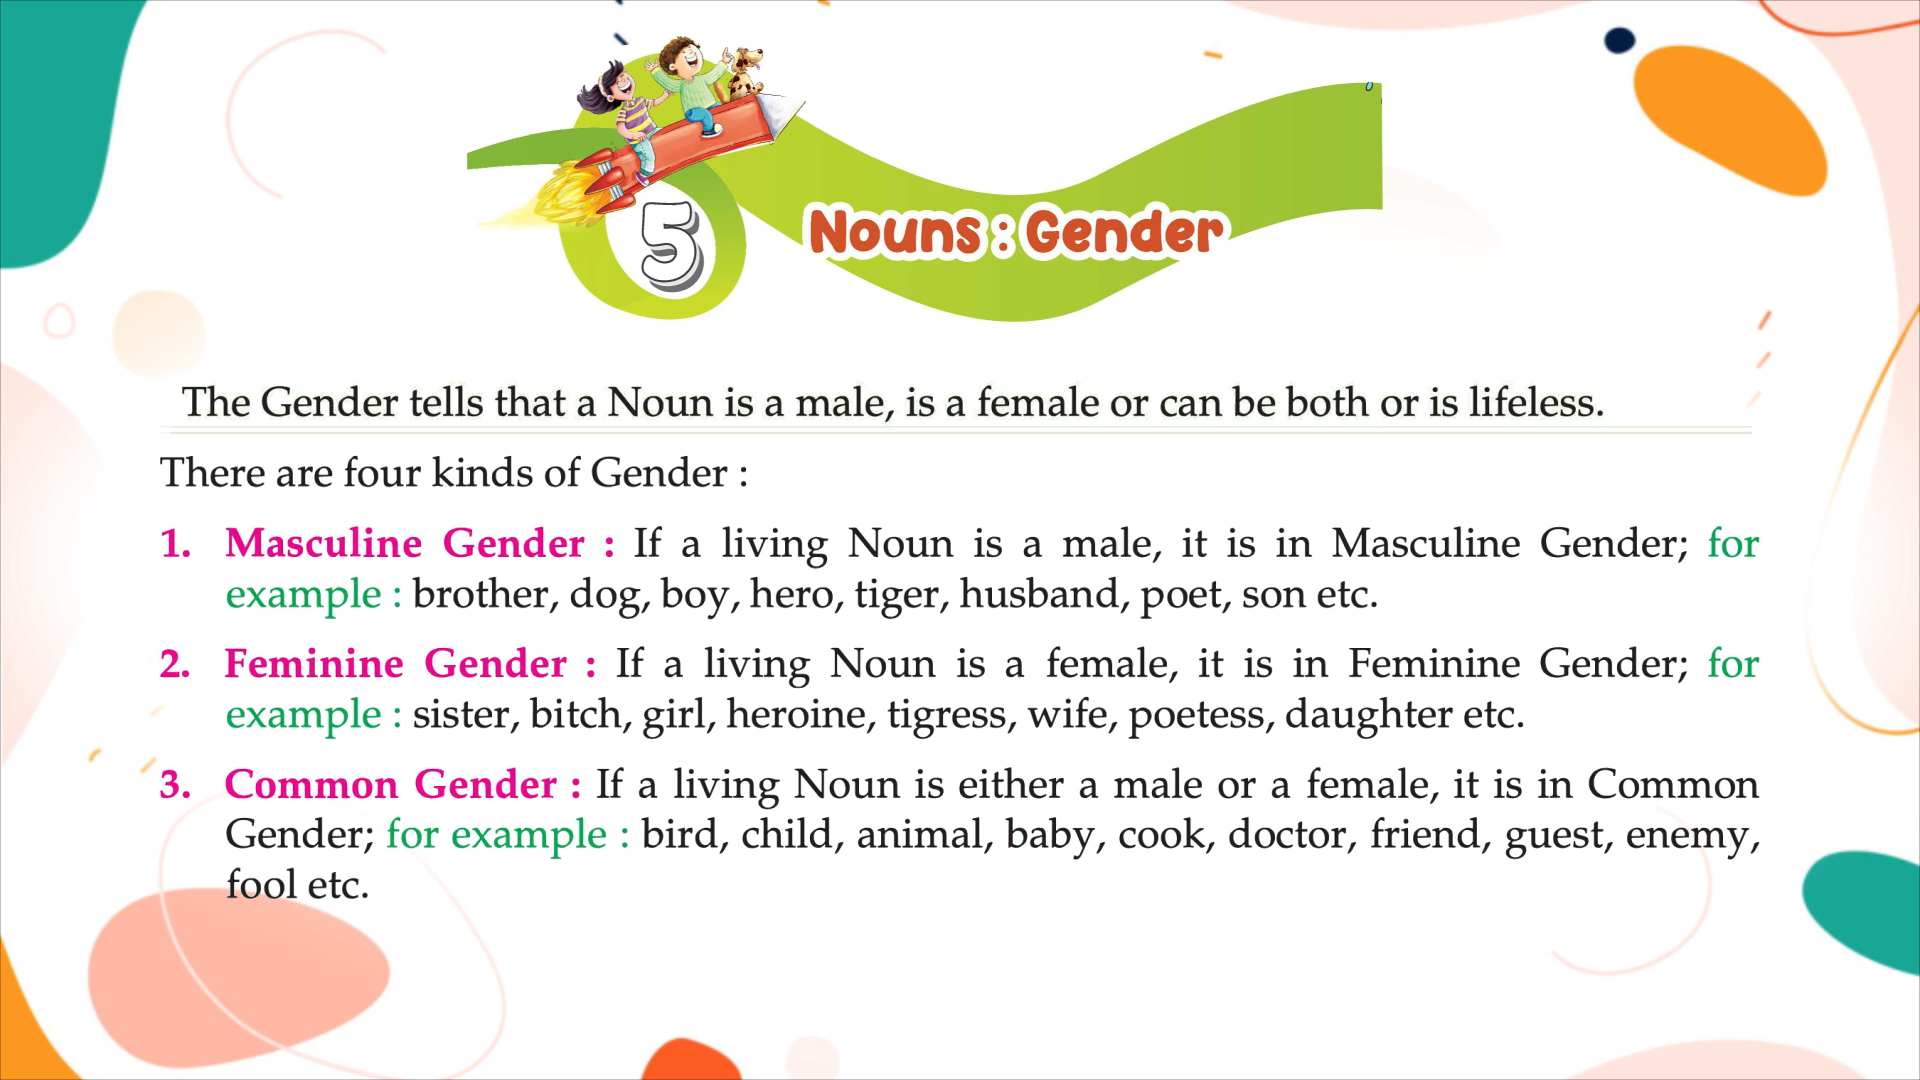 5
Nouns : Gender
The Gender tells that a Noun is a male, is a female or can be both or is lifeless.
There are four kinds of Gender :
1. Masculine Gender : If a living Noun is a male, it is in Masculine Gender; for
example : brother, dog, boy, hero, tiger, husband, poet, son etc.
2. Feminine Gender : If a living Noun is a female, it is in Feminine Gender; for
example : sister, bitch, girl, heroine, tigress, wife, poetess, daughter etc.
3. Common Gender : If a living Noun is either a male or a female, it is in Common
Gender; for example : bird, child, animal, baby, cook, doctor, friend, guest, enemy,
fool etc.